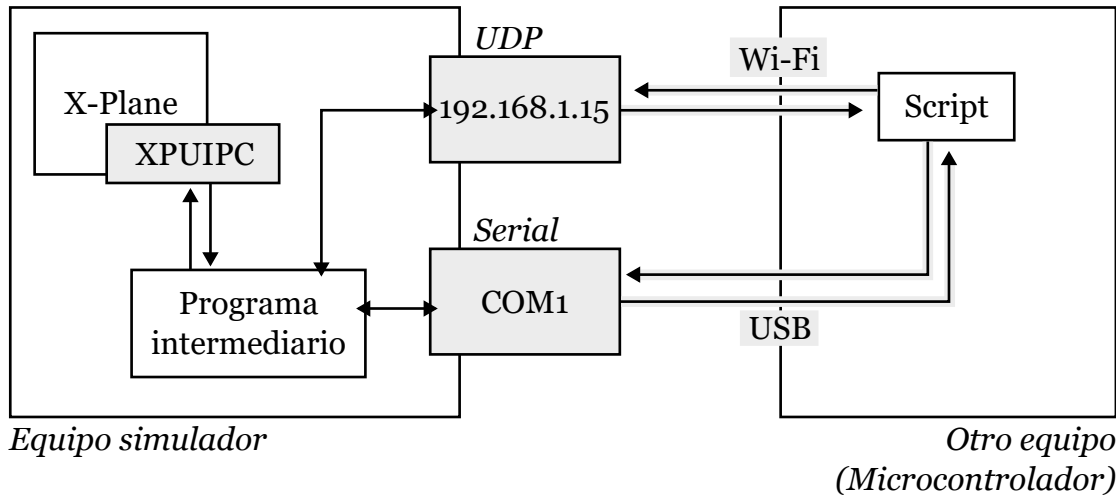 UDP
Wi-Fi
X-Plane
192.168.1.15
Script
XPUIPC
Serial
Programa
intermediario
COM1
USB
Equipo simulador
Otro equipo
(Microcontrolador)